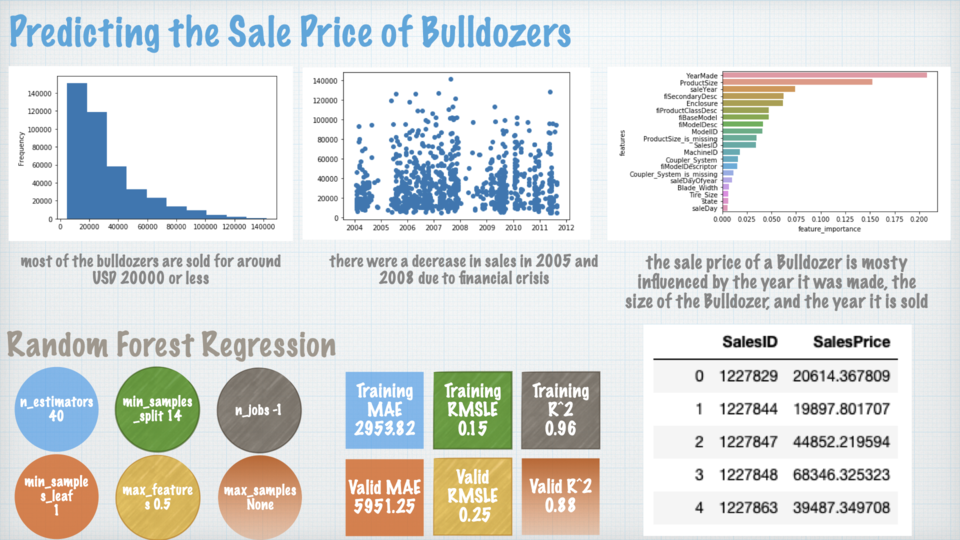 Predicting the Sale Price of Bulldozers
140000
120000
100000
80000
60000
40000
20000
0
Frequency
0 20000 40000 60000 80000 100000 120000 140000
140000
120000
100000
80000
60000
40000
20000
0
2004 2005 2006 2007 2008 2009 2010 2011 2012
features
YearMade
ProductSize
saleYear
fiSecondaryDesc
Enclosure
fiProductClassDesc
fiBaseModel
fiModelDesc
ModelID
ProductSize_is_missing
SalesID
MachineID
Coupler_System
fiModelDescriptor
Coupler_System_is_missing
saleDayOfyear
Blade_Width
Tire_Size
State
saleDay
0.000 0.025 0.050 0.075 0.100 0.125 0.150 0.175 0.200
feature_importance
most of the bulldozers are sold for around
USD 20000 or less
there were a decrease in sales in 2005 and
2008 due to financial crisis
the sale price of a Bulldozer is mosty
influenced by the year it was made, the
size of the Bulldozer, and the year it is sold
Random Forest Regression
n_estimators
40
min_samples
_split 14
n_jobs -1
min_sample
s_leaf
1
max_feature
s 0.5
max_samples
None
Training
MAE
2953.82
Training
RMSLE
0.15
Training
R^2
0.96
Valid MAE
5951.25
Valid
RMSLE
0.25
Valid R^2
0.88
SalesID SalesPrice
0 1227829 20614.367809
1 1227844 19897.801707
2 1227847 44852.219594
3 1227848 68346.325323
4 1227863 39487.349708